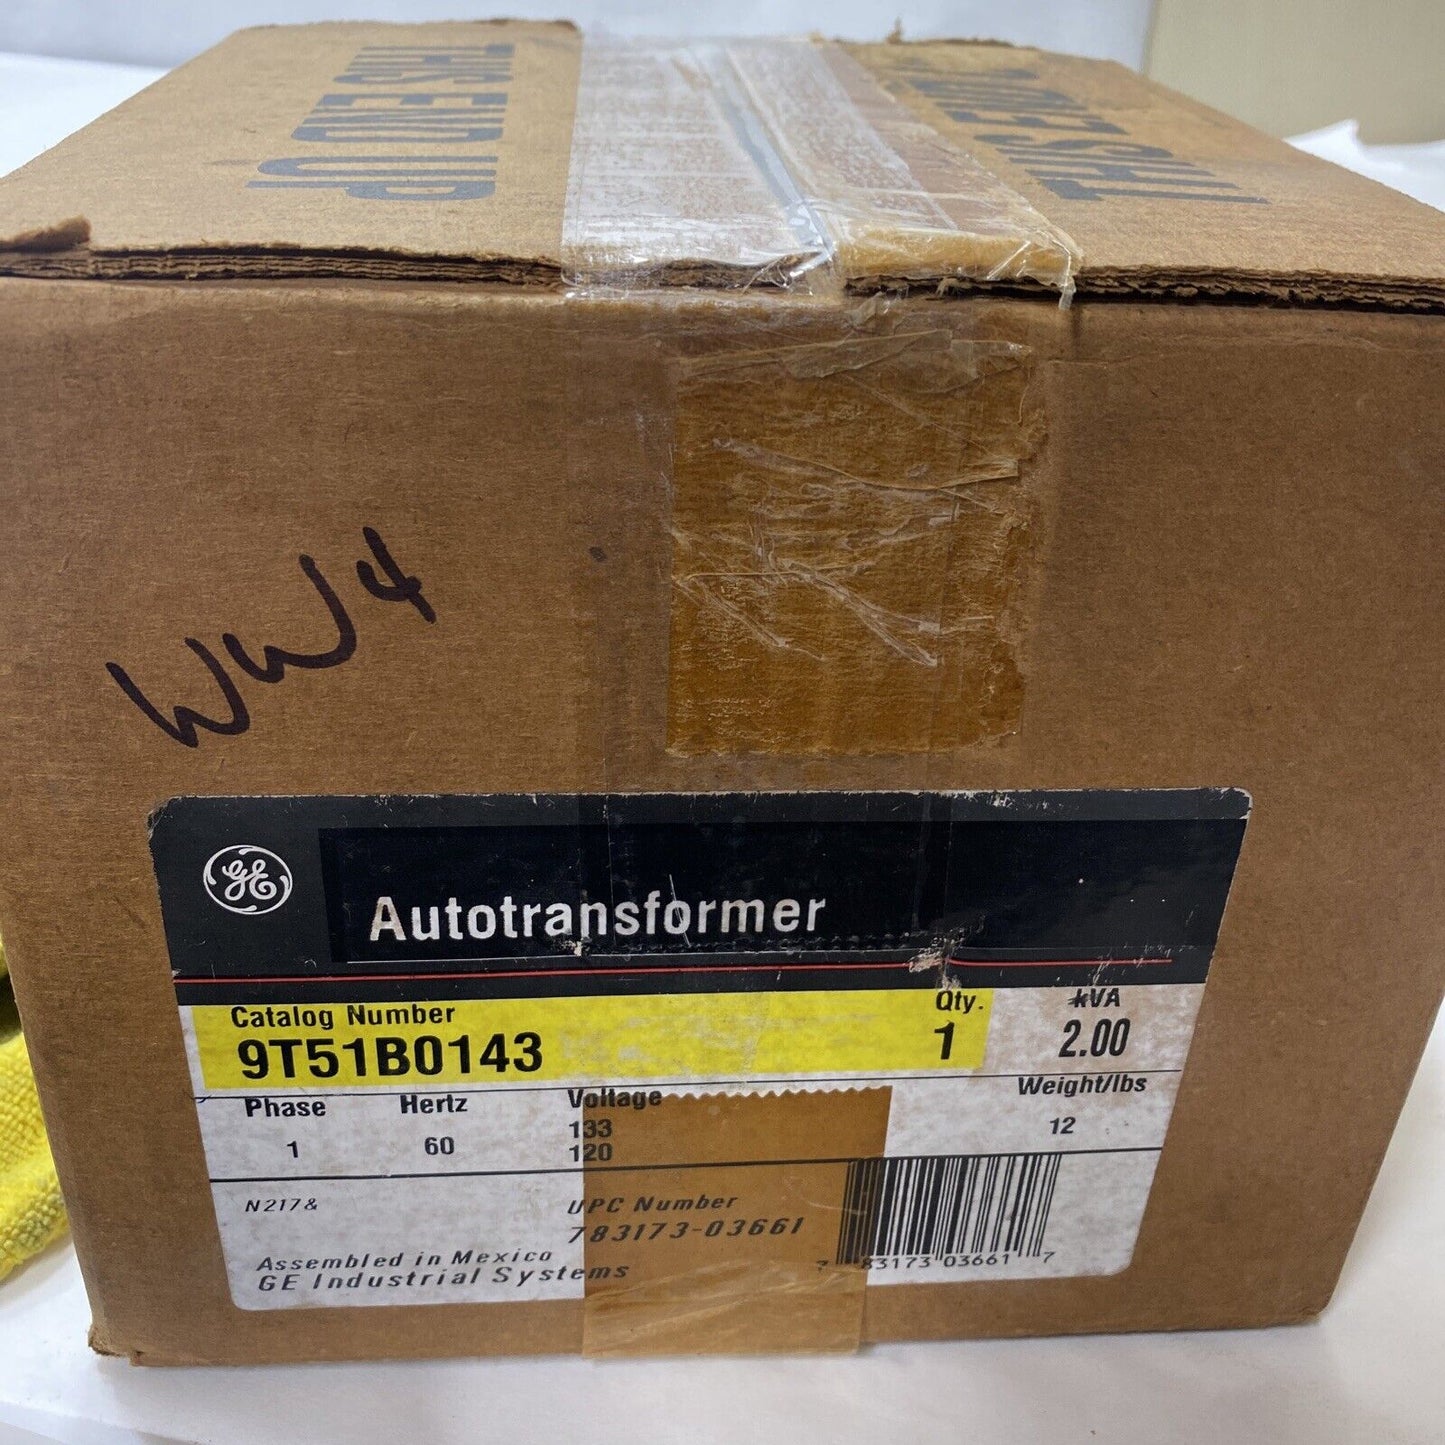 THIS END UP
THIS END UP
WW4
GE
Autotransformer
Catalog Number Qty. kVA
9T51B0143 1 2.00
Phase Hertz Voltage Weight/lbs
1 60 133 12
120
N217&
UPC Number
783173-03661
Assembled in Mexico
GE Industrial Systems
7 83173 03661 7